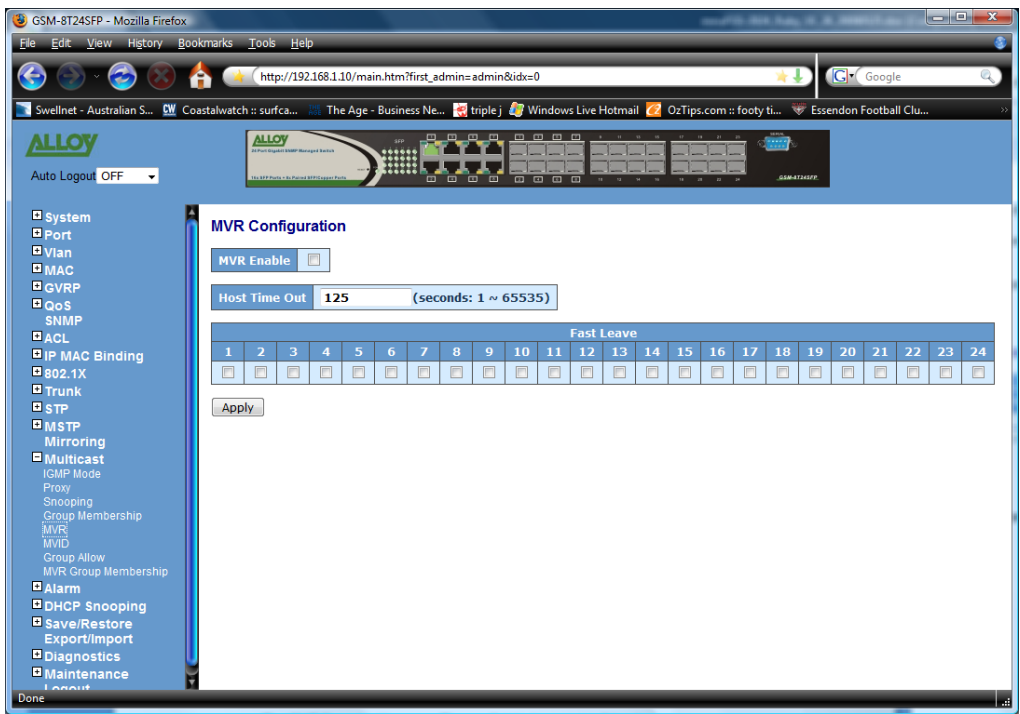 GSM-8T24SFP - Mozilla Firefox
File Edit View History Bookmarks Tools Help
http://192.168.1.10/main.htm?first_admin=admin&idx=0
G Google
Swellnet - Australian S... CW Coastalwatch :: surfca... The Age - Business Ne... triple j Windows Live Hotmail OzTips.com :: footy ti... Essendon Football Clu... »
ALLOY
Auto Logout OFF
ALLOY
SFP
GSM-8T24SFP
System
Port
Vlan
MAC
GVRP
QoS
SNMP
ACL
IP MAC Binding
802.1X
Trunk
STP
MSTP
Mirroring
Multicast
IGMP Mode
Proxy
Snooping
Group Membership
MVR
MVID
Group Allow
MVR Group Membership
Alarm
DHCP Snooping
Save/Restore
Export/Import
Diagnostics
Maintenance
Logout
MVR Configuration
MVR Enable
Host Time Out 125 (seconds: 1 ~ 65535)
Fast Leave
1 2 3 4 5 6 7 8 9 10 11 12 13 14 15 16 17 18 19 20 21 22 23 24
Apply
Done